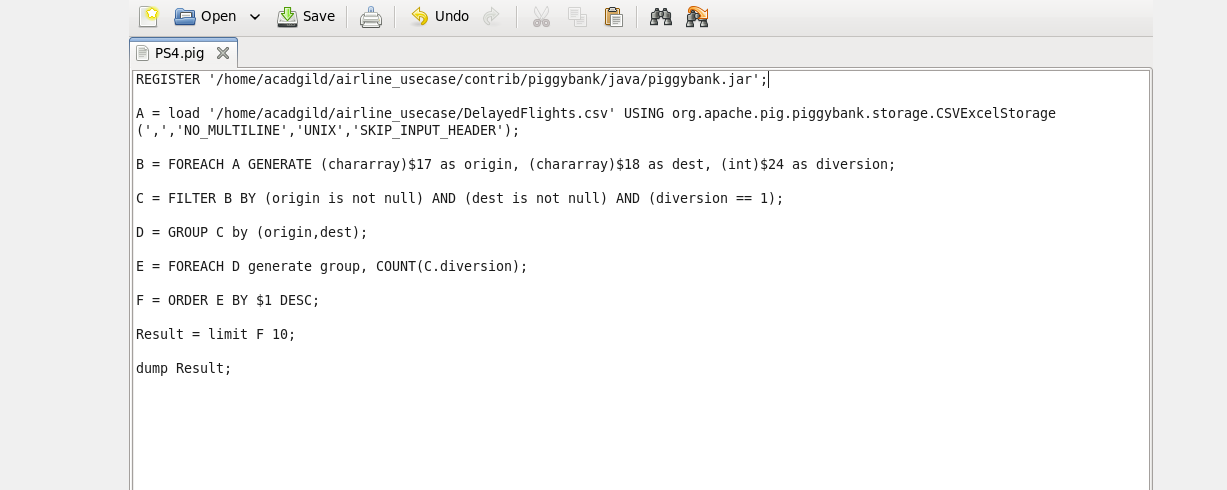 Open Save Undo
PS4.pig
REGISTER '/home/acadgild/airline_usecase/contrib/piggybank/java/piggybank.jar';
A = load '/home/acadgild/airline_usecase/DelayedFlights.csv' USING org.apache.pig.piggybank.storage.CSVExcelStorage
(',','NO_MULTILINE','UNIX','SKIP_INPUT_HEADER');
B = FOREACH A GENERATE (chararray)$17 as origin, (chararray)$18 as dest, (int)$24 as diversion;
C = FILTER B BY (origin is not null) AND (dest is not null) AND (diversion == 1);
D = GROUP C by (origin,dest);
E = FOREACH D generate group, COUNT(C.diversion);
F = ORDER E BY $1 DESC;
Result = limit F 10;
dump Result;